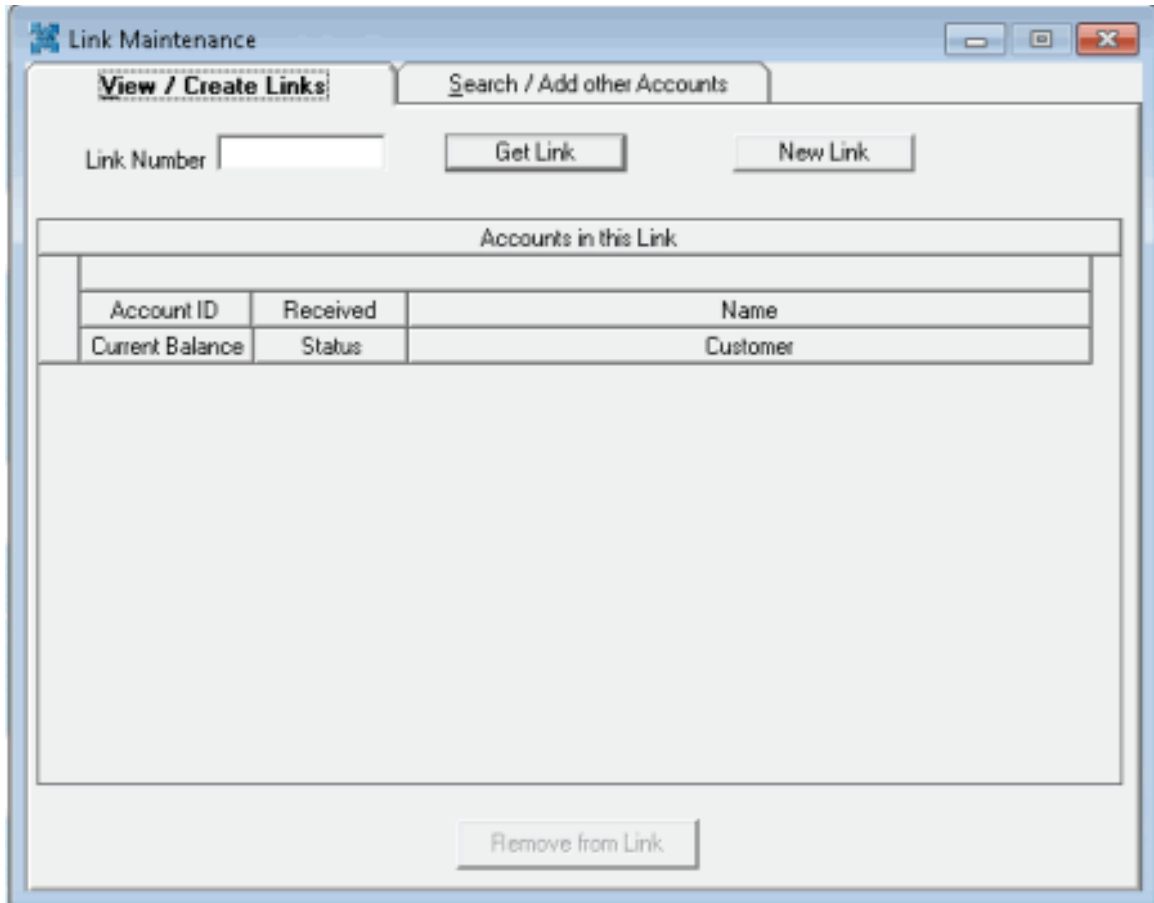 Link Maintenance
View / Create Links Search / Add other Accounts
Link Number Get Link New Link
Accounts in this Link
Account ID Received Name
Current Balance Status Customer
Remove from Link